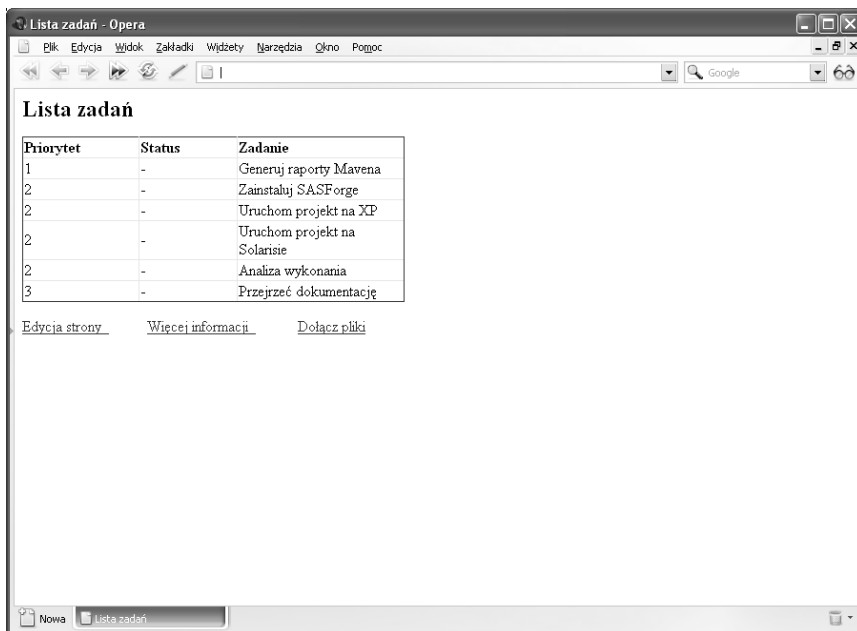 Lista zadań - Opera
Plik Edycja Widok Zakładki Widżety Narzędzia Okno Pomoc
Google
Lista zadań
Priorytet Status Zadanie
1 - Generuj raporty Mavena
2 - Zainstaluj SASForge
2 - Uruchom projekt na XP
2 - Uruchom projekt na
Solarisie
2 - Analiza wykonania
3 - Przejrzeć dokumentację
Edycja strony Więcej informacji Dołącz pliki
Nowa Lista zadań